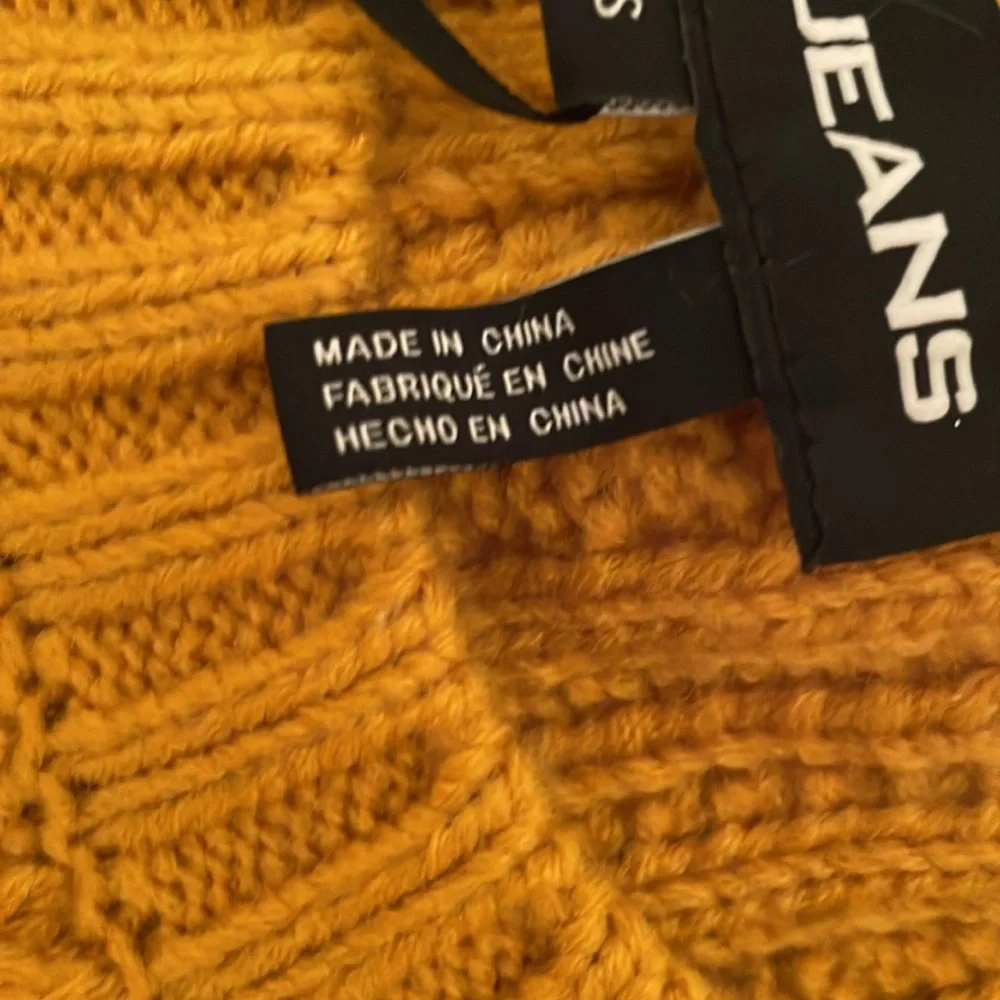 S
JEANS
MADE IN CHINA
FABRIQUÉ EN CHINE
HECHO EN CHINA